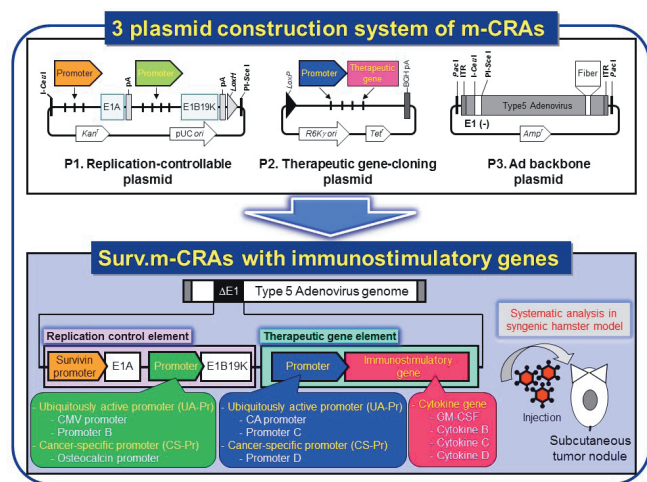 3 plasmid construction system of m-CRAs
Promoter
Promoter
I-CeuI
E1A
pA
E1B19K
pA
LoxH
PI-Sce I
Kanʳ
pUC ori
P1. Replication-controllable
plasmid
LoxP
Promoter
Therapeutic
gene
BGH pA
R6Kγ ori
Tetʳ
P2. Therapeutic gene-cloning
plasmid
Pac I
ITR
I-Ceu I
PI-Sce I
Fiber
ITR
Pac I
Type5 Adenovirus
E1 (-)
Ampʳ
P3. Ad backbone
plasmid
Surv.m-CRAs with immunostimulatory genes
ΔE1
Type 5 Adenovirus genome
Replication control element
Survivin
promoter
E1A
Promoter
E1B19K
Therapeutic gene element
Promoter
Immunostimulatory
gene
- Ubiquitously active promoter (UA-Pr)
- CMV promoter
- Promoter B
- Cancer-specific promoter (CS-Pr)
- Osteocalcin promoter
- Ubiquitously active promoter (UA-Pr)
- CA promoter
- Promoter C
- Cancer-specific promoter (CS-Pr)
- Promoter D
- Cytokine gene
- GM-CSF
- Cytokine B
- Cytokine C
- Cytokine D
Systematic analysis in
syngenic hamster model
Injection
Subcutaneous
tumor nodule